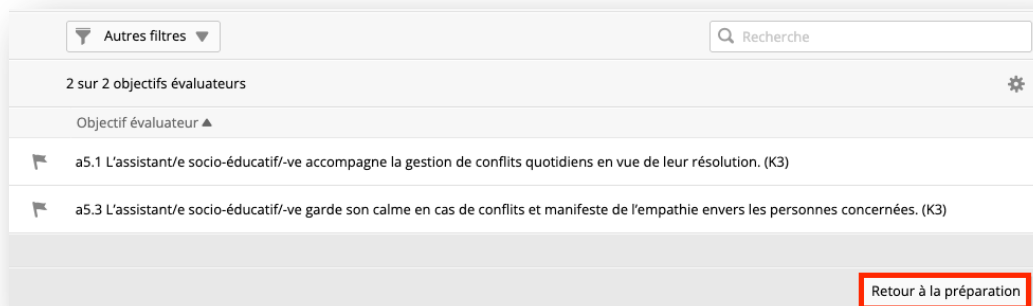 Autres filtres
Recherche
2 sur 2 objectifs évaluateurs
Objectif évaluateur
a5.1 L’assistant/e socio-éducatif/-ve accompagne la gestion de conflits quotidiens en vue de leur résolution. (K3)
a5.3 L’assistant/e socio-éducatif/-ve garde son calme en cas de conflits et manifeste de l’empathie envers les personnes concernées. (K3)
Retour à la préparation